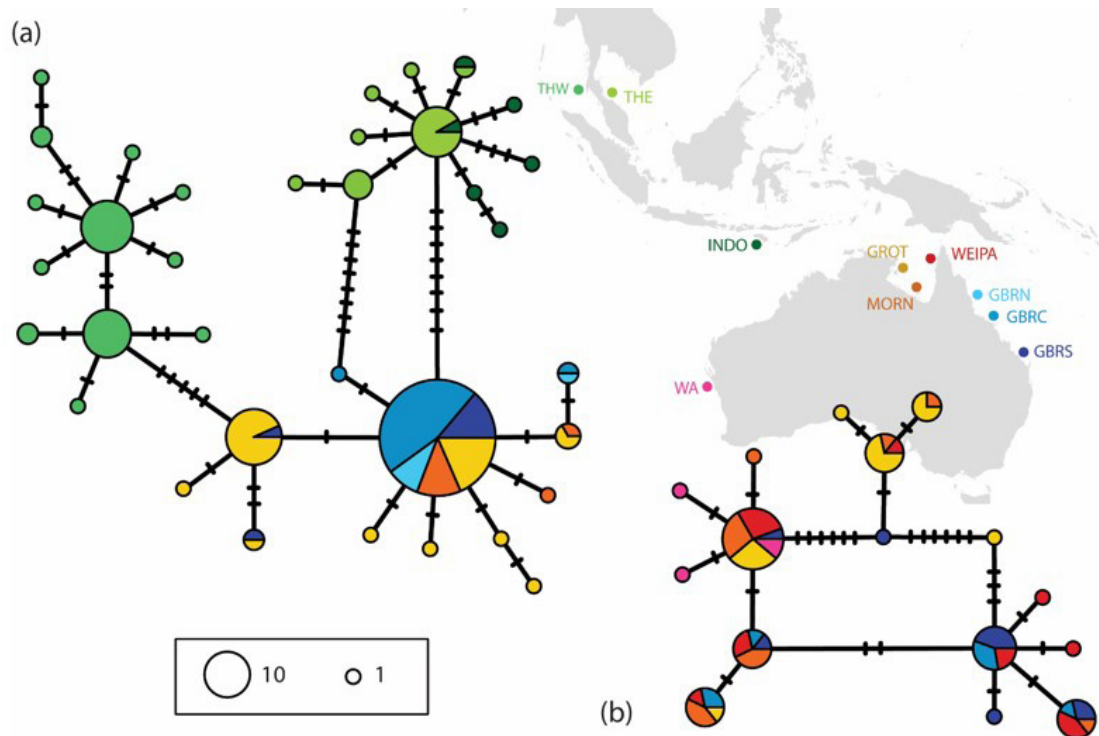 (a)
THW
THE
INDO
GROT
WEIPA
MORN
GBRN
GBRC
GBRS
WA
10
1
(b)